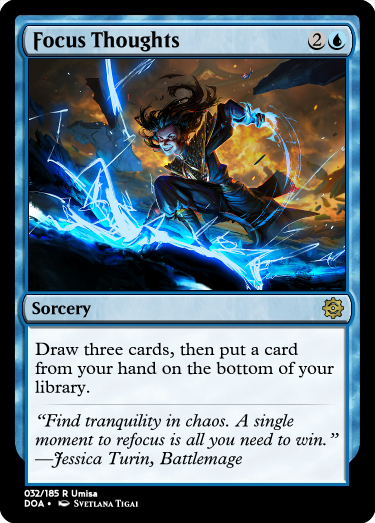 Focus Thoughts 2
Sorcery
Draw three cards, then put a card
from your hand on the bottom of your
library.
“Find tranquility in chaos. A single
moment to refocus is all you need to win.”
—Jessica Turin, Battlemage
032/185 R Umisa
DOA • Svetlana Tigai